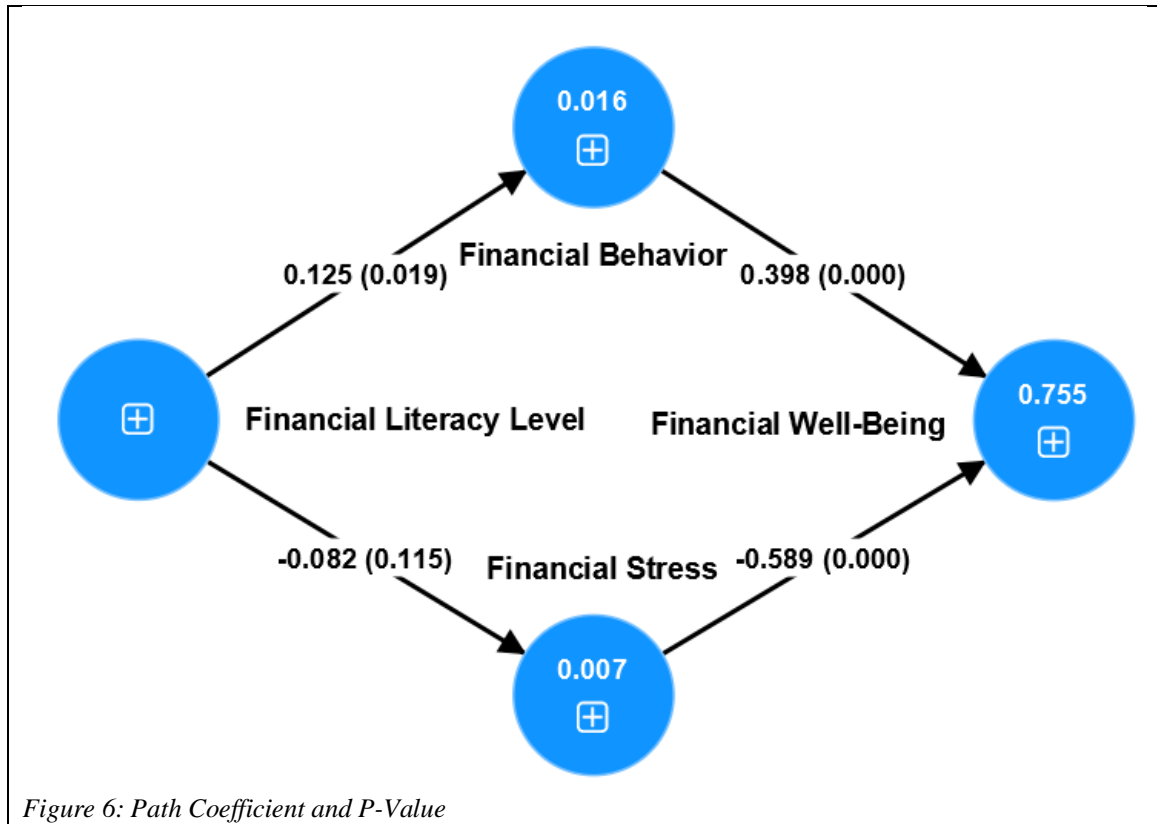 0.016
Financial Behavior
0.125 (0.019)
0.398 (0.000)
Financial Literacy Level
Financial Well-Being
0.755
-0.082 (0.115)
Financial Stress
-0.589 (0.000)
0.007
Figure 6: Path Coefficient and P-Value